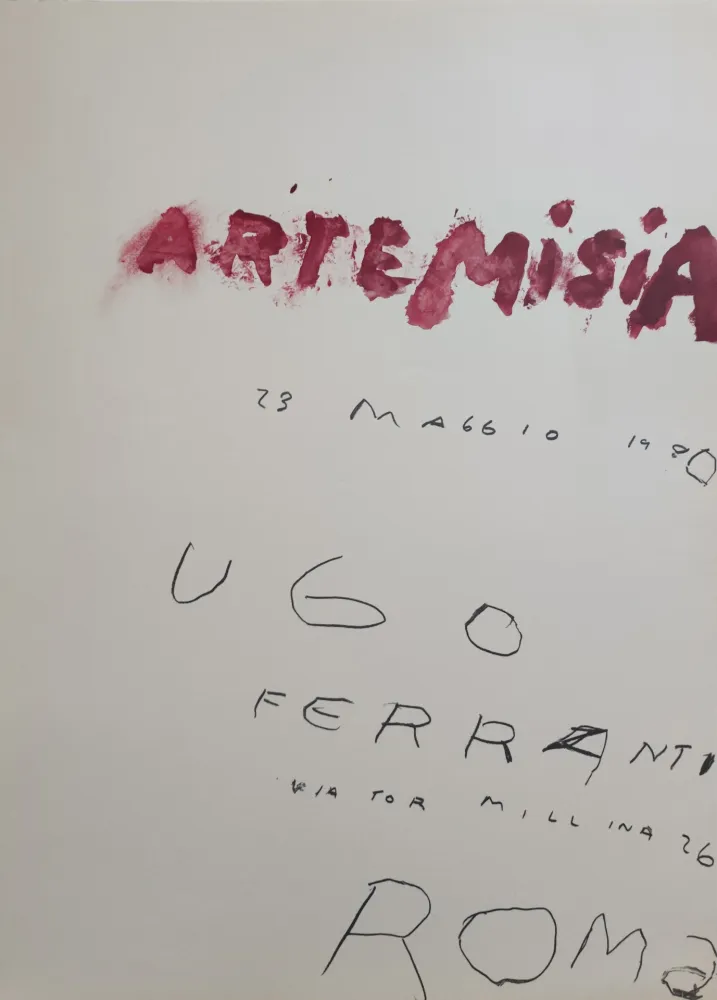 ARTEMISIA
23 MAGGIO 1980
UGO
FERRANTI
VIA TOR MILLINA 26
ROMa